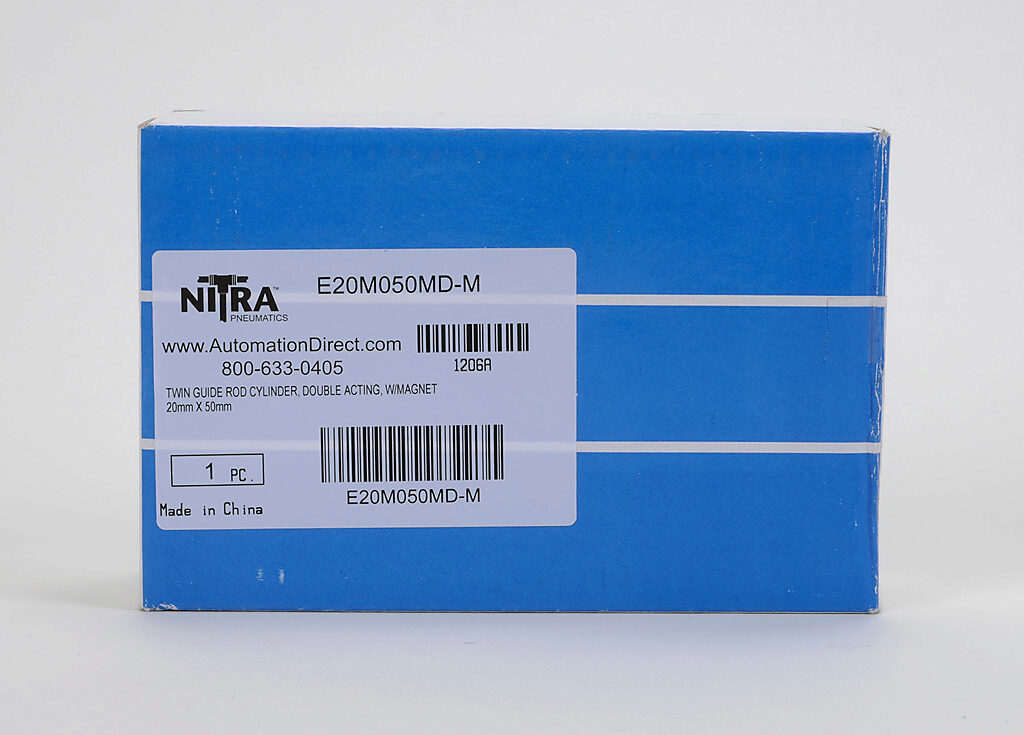 NITRA™
PNEUMATICS
E20M050MD-M
www.AutomationDirect.com
800-633-0405
1206A
TWIN GUIDE ROD CYLINDER, DOUBLE ACTING, W/MAGNET
20mm X 50mm
1 PC.
E20M050MD-M
Made in China